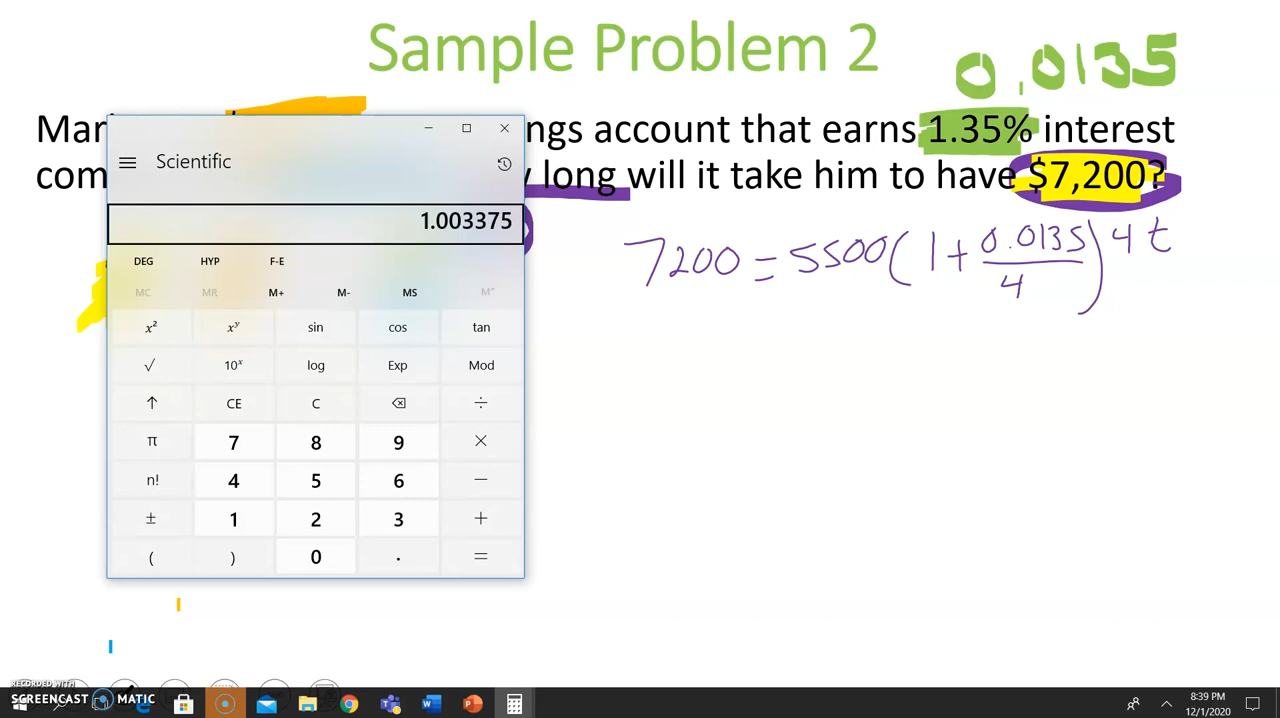 Sample Problem 2
0.0135
ngs account that earns 1.35% interest
com long will it take him to have $7,200?
7200 = 5500(1 + 0.0135/4)^4t
Scientific
1.003375
DEG HYP F-E
MC MR M+ M- MS M˅
x² xʸ sin cos tan
√ 10ˣ log Exp Mod
↑ CE C ⌫ ÷
π 7 8 9 ×
n! 4 5 6 −
± 1 2 3 +
( ) 0 . =
RECORDED WITH
SCREENCAST MATIC
8:39 PM
12/1/2020